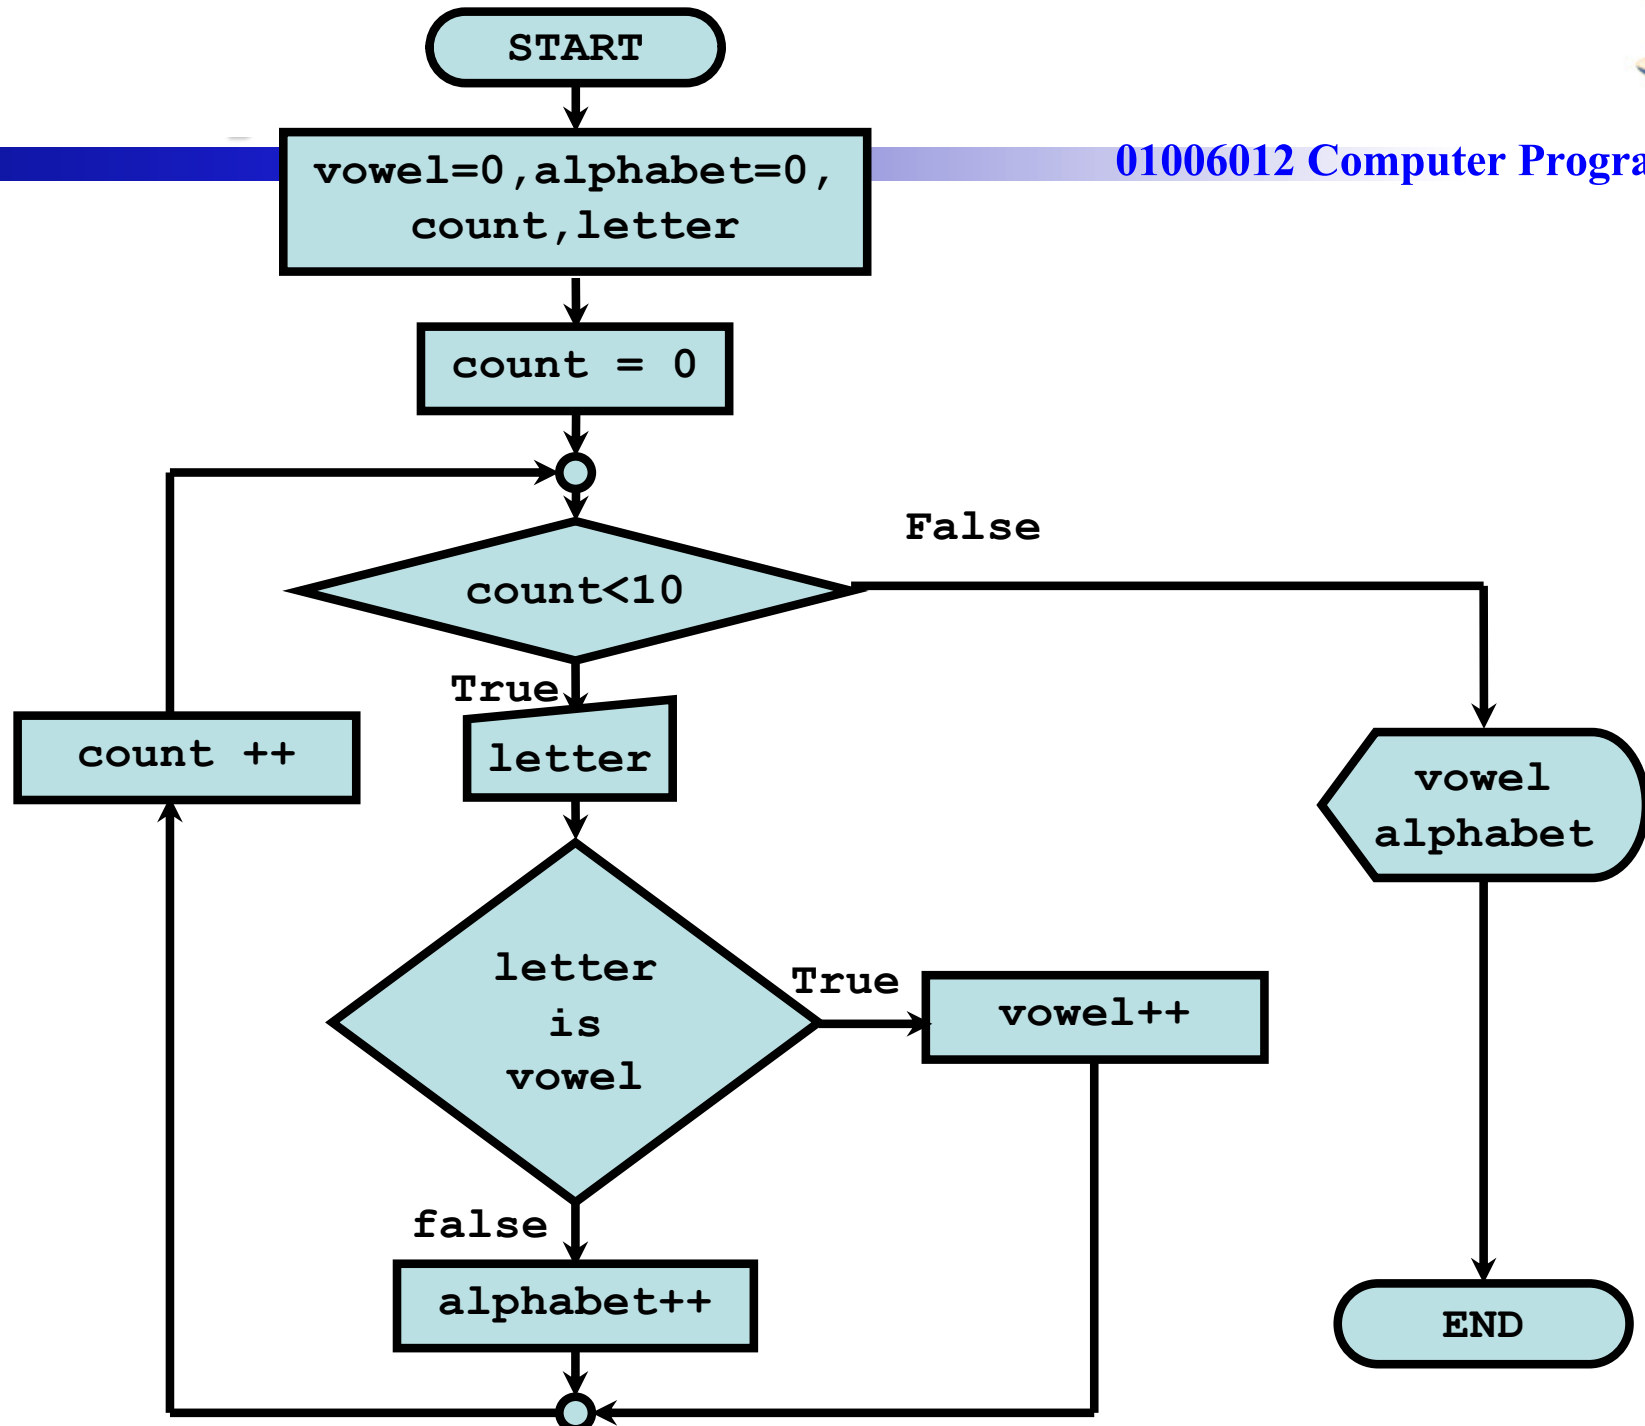 START
01006012 Computer Progra
vowel=0,alphabet=0,
count,letter
count = 0
False
count<10
True
count ++
letter
vowel
alphabet
letter
is
vowel
True
vowel++
false
alphabet++
END